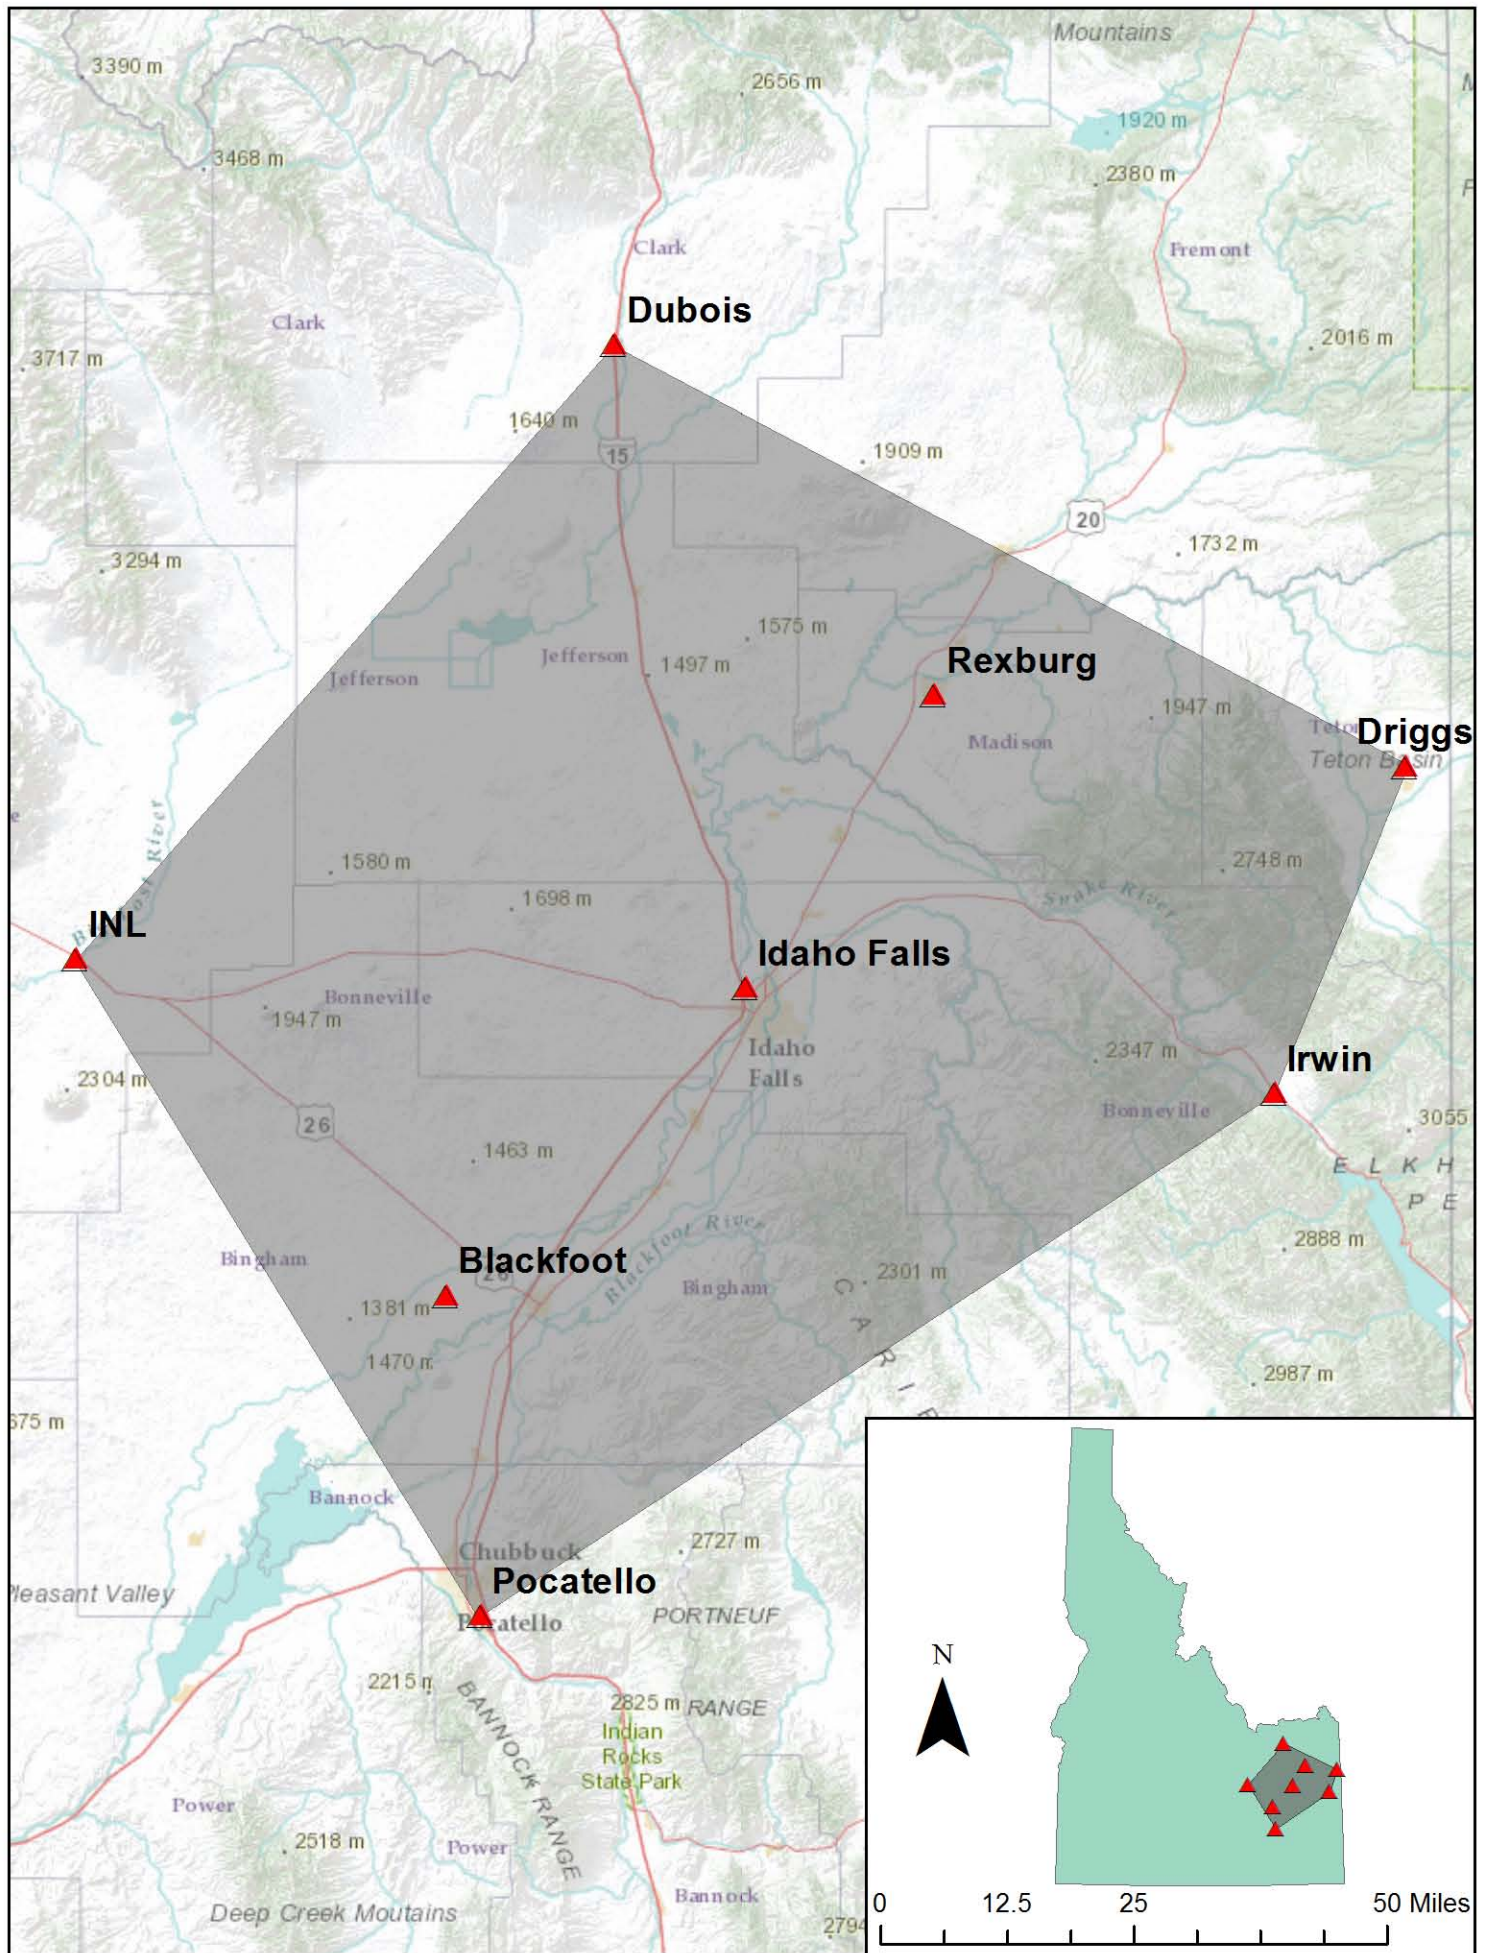 Mountains
3390 m
2656 m
1920 m
3468 m
2380 m
Clark
Fremont
Dubois
Clark
2016 m
3717 m
1640 m
15
1909 m
20
1732 m
3294 m
1575 m
Jefferson
1497 m
Rexburg
Jefferson
1947 m
Madison
Teton
Driggs
Teton Basin
1580 m
2748 m
1698 m
Snake River
INL
Idaho Falls
Bonneville
1947 m
Idaho
Falls
2347 m
Irwin
2304 m
Bonneville
3055
26
1463 m
E L K H
P E
Blackfoot River
2888 m
Bingham
Blackfoot
26
2301 m
Bingham
1381 m
C A R I B
1470 m
2987 m
675 m
Bannock
2727 m
Chubbuck
Pocatello
Pleasant Valley
PORTNEUF
Pocatello
2215 m
BANNOCK RANGE
2825 m
RANGE
Indian
Rocks
State Park
N
Power
2518 m
Power
Bannock
Deep Creek Moutains
2794
0 12.5 25 50 Miles